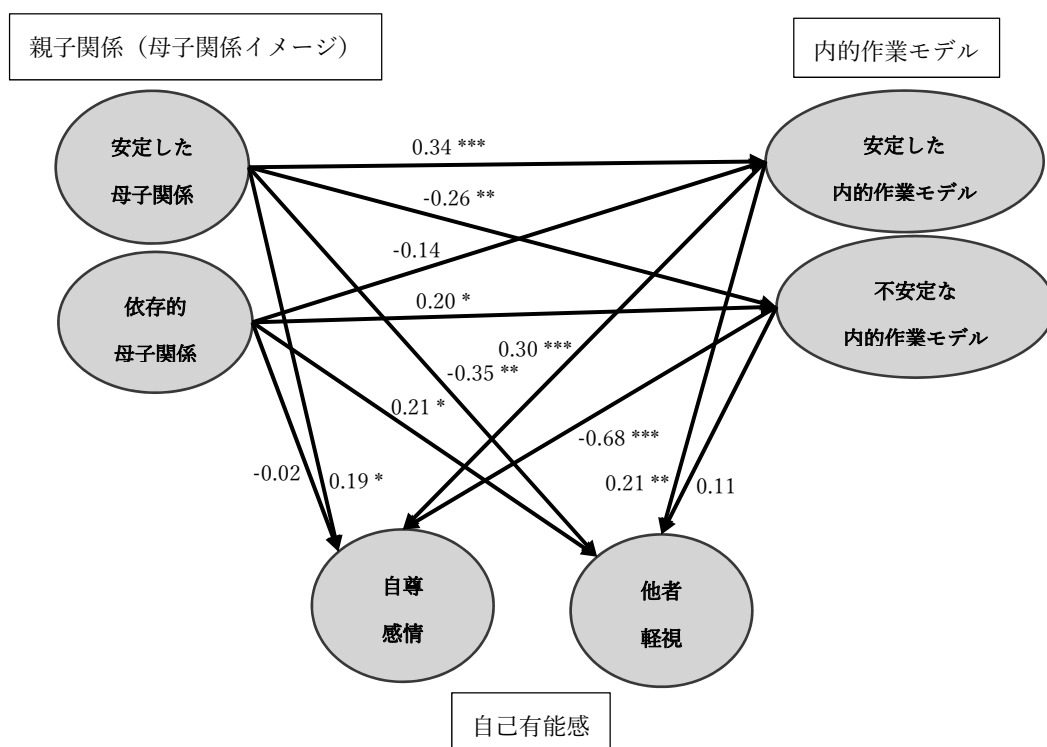 親子関係（母子関係イメージ）
内的作業モデル
安定した
母子関係
安定した
内的作業モデル
0.34 ***
-0.26 **
-0.14
依存的
母子関係
不安定な
内的作業モデル
0.20 *
0.30 ***
-0.35 **
0.21 *
-0.68 ***
-0.02
0.19 *
0.21 **
0.11
自尊
感情
他者
軽視
自己有能感